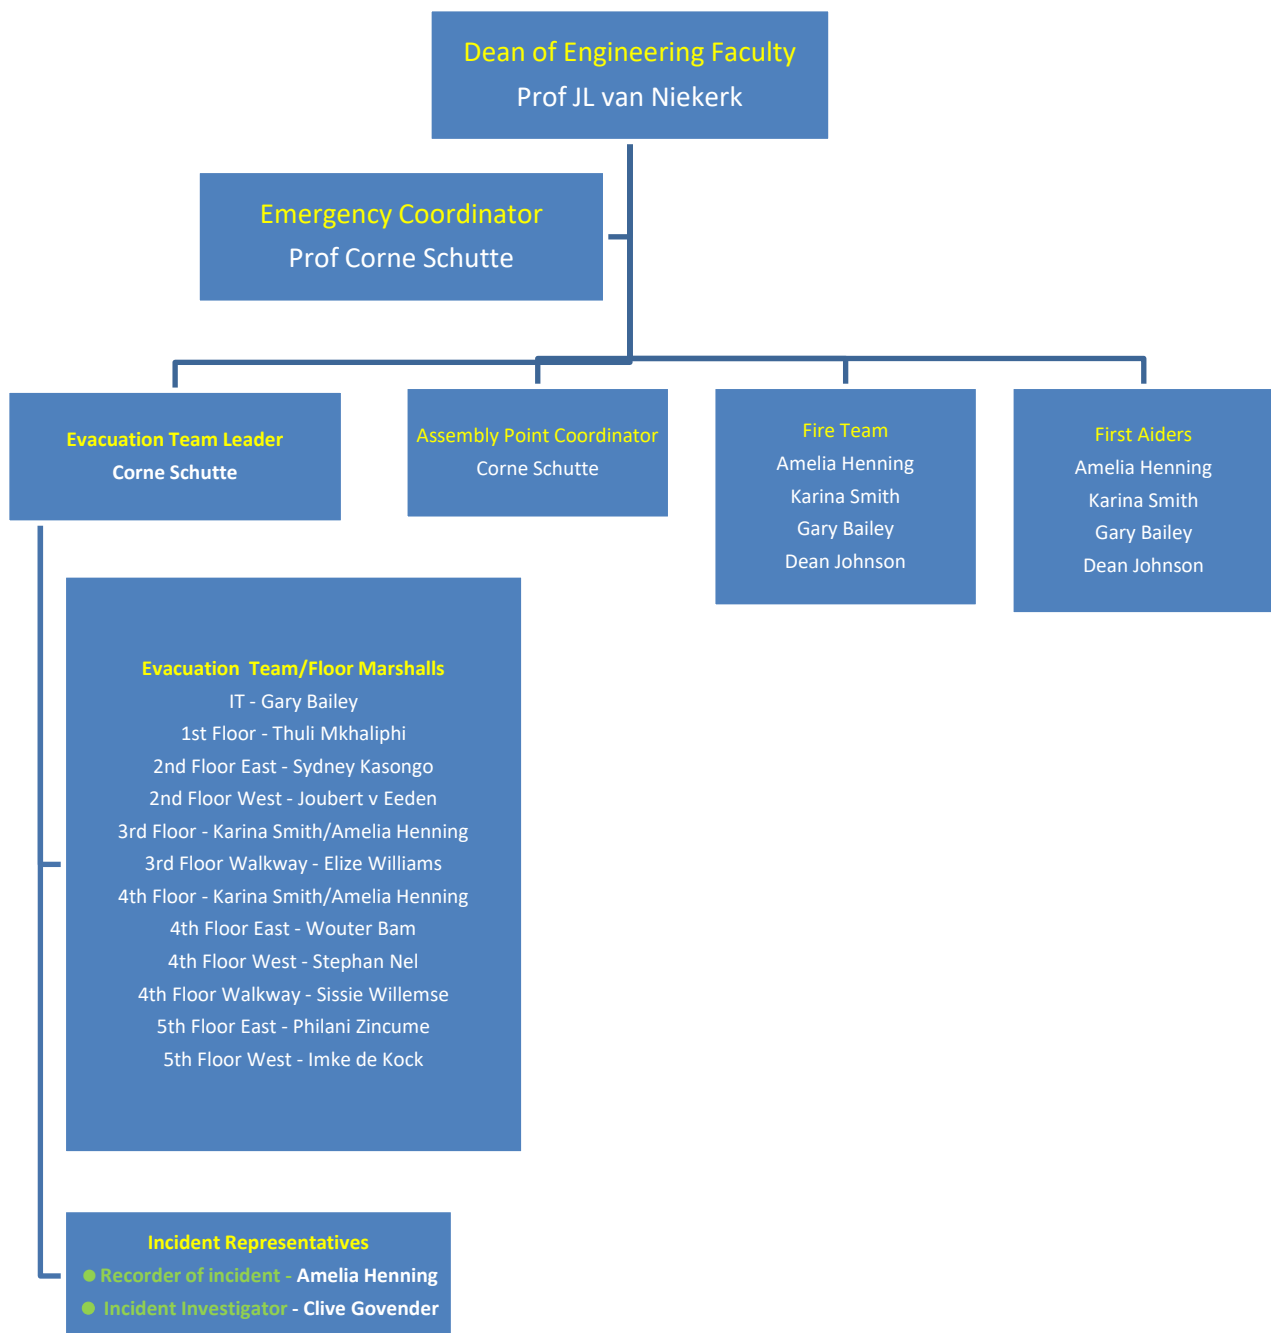 Dean of Engineering Faculty
Prof JL van Niekerk
Emergency Coordinator
Prof Corne Schutte
Evacuation Team Leader
Corne Schutte
Assembly Point Coordinator
Corne Schutte
Fire Team
Amelia Henning
Karina Smith
Gary Bailey
Dean Johnson
First Aiders
Amelia Henning
Karina Smith
Gary Bailey
Dean Johnson
Evacuation Team/Floor Marshalls
IT - Gary Bailey
1st Floor - Thuli Mkhaliphi
2nd Floor East - Sydney Kasongo
2nd Floor West - Joubert v Eeden
3rd Floor - Karina Smith/Amelia Henning
3rd Floor Walkway - Elize Williams
4th Floor - Karina Smith/Amelia Henning
4th Floor East - Wouter Bam
4th Floor West - Stephan Nel
4th Floor Walkway - Sissie Willemse
5th Floor East - Philani Zincume
5th Floor West - Imke de Kock
Incident Representatives
● Recorder of incident - Amelia Henning
● Incident Investigator - Clive Govender